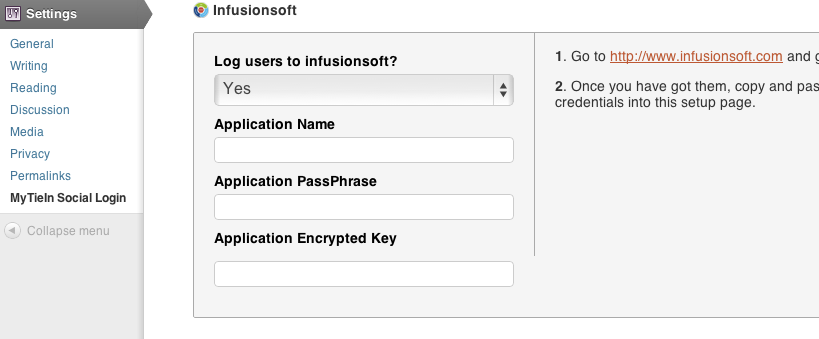 Settings
General
Writing
Reading
Discussion
Media
Privacy
Permalinks
MyTieIn Social Login
Collapse menu
Infusionsoft
Log users to infusionsoft?
Yes
Application Name
Application PassPhrase
Application Encrypted Key
1. Go to http://www.infusionsoft.com and
2. Once you have got them, copy and
credentials into this setup page.